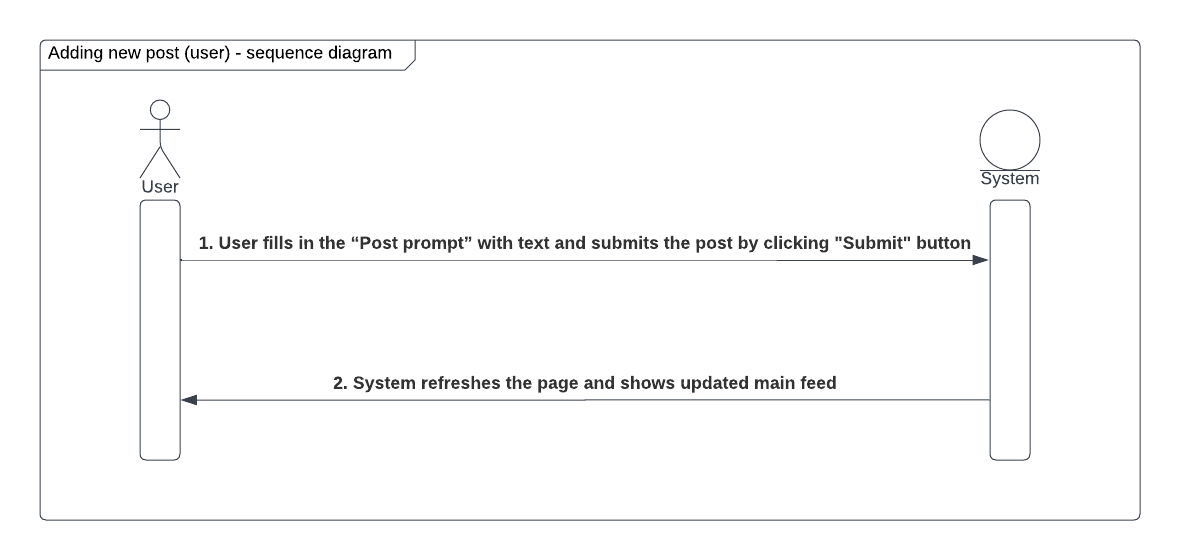 Adding new post (user) - sequence diagram
User
System
1. User fills in the “Post prompt” with text and submits the post by clicking "Submit" button
2. System refreshes the page and shows updated main feed